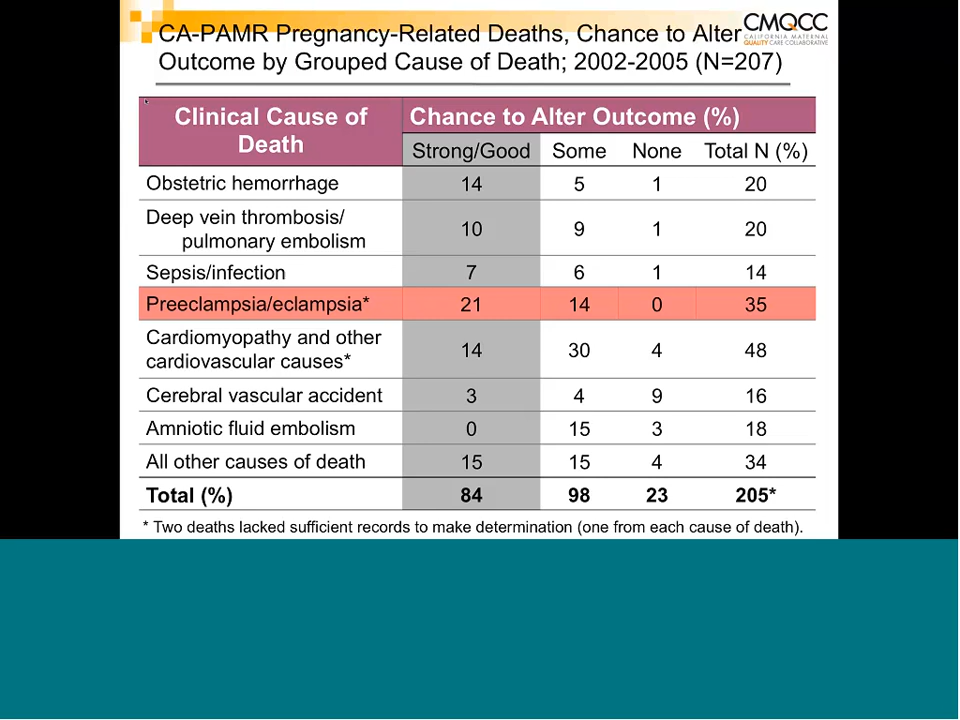 CMQCC
CALIFORNIA MATERNAL
QUALITY CARE COLLABORATIVE
CA-PAMR Pregnancy-Related Deaths, Chance to Alter
Outcome by Grouped Cause of Death; 2002-2005 (N=207)
Clinical Cause of Death Chance to Alter Outcome (%)
Strong/Good Some None Total N (%)
Obstetric hemorrhage 14 5 1 20
Deep vein thrombosis/
pulmonary embolism 10 9 1 20
Sepsis/infection 7 6 1 14
Preeclampsia/eclampsia* 21 14 0 35
Cardiomyopathy and other
cardiovascular causes* 14 30 4 48
Cerebral vascular accident 3 4 9 16
Amniotic fluid embolism 0 15 3 18
All other causes of death 15 15 4 34
Total (%) 84 98 23 205*
* Two deaths lacked sufficient records to make determination (one from each cause of death).